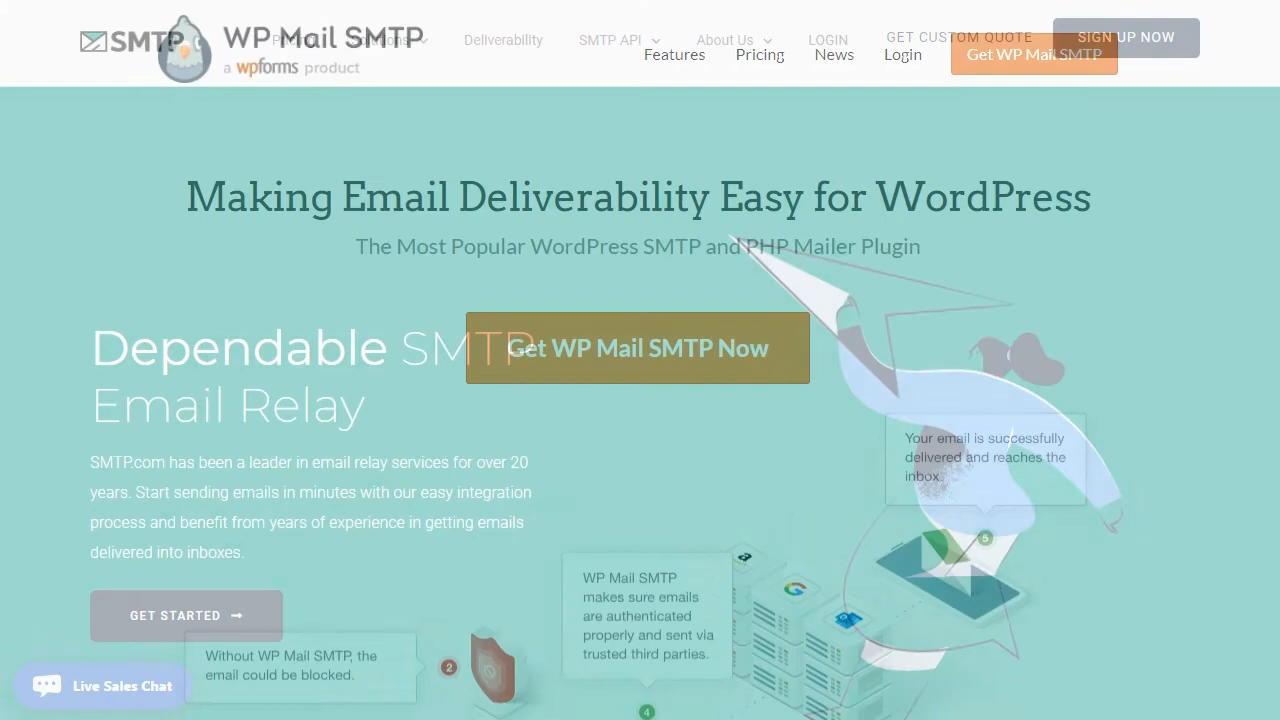 SMTP
WP Mail SMTP
a wpforms product
Solutions
Deliverability
SMTP API
About Us
LOGIN
GET CUSTOM QUOTE
SIGN UP NOW
Features
Pricing
News
Login
Get WP Mail SMTP
Making Email Deliverability Easy for WordPress
The Most Popular WordPress SMTP and PHP Mailer Plugin
Dependable SMTP
Email Relay
Get WP Mail SMTP Now
SMTP.com has been a leader in email relay services for over 20
years. Start sending emails in minutes with our easy integration
process and benefit from years of experience in getting emails
delivered into inboxes.
GET STARTED
Your email is successfully
delivered and reaches the
inbox.
5
WP Mail SMTP
makes sure emails
are authenticated
properly and sent via
trusted third parties.
4
Without WP Mail SMTP, the
email could be blocked.
2
Live Sales Chat